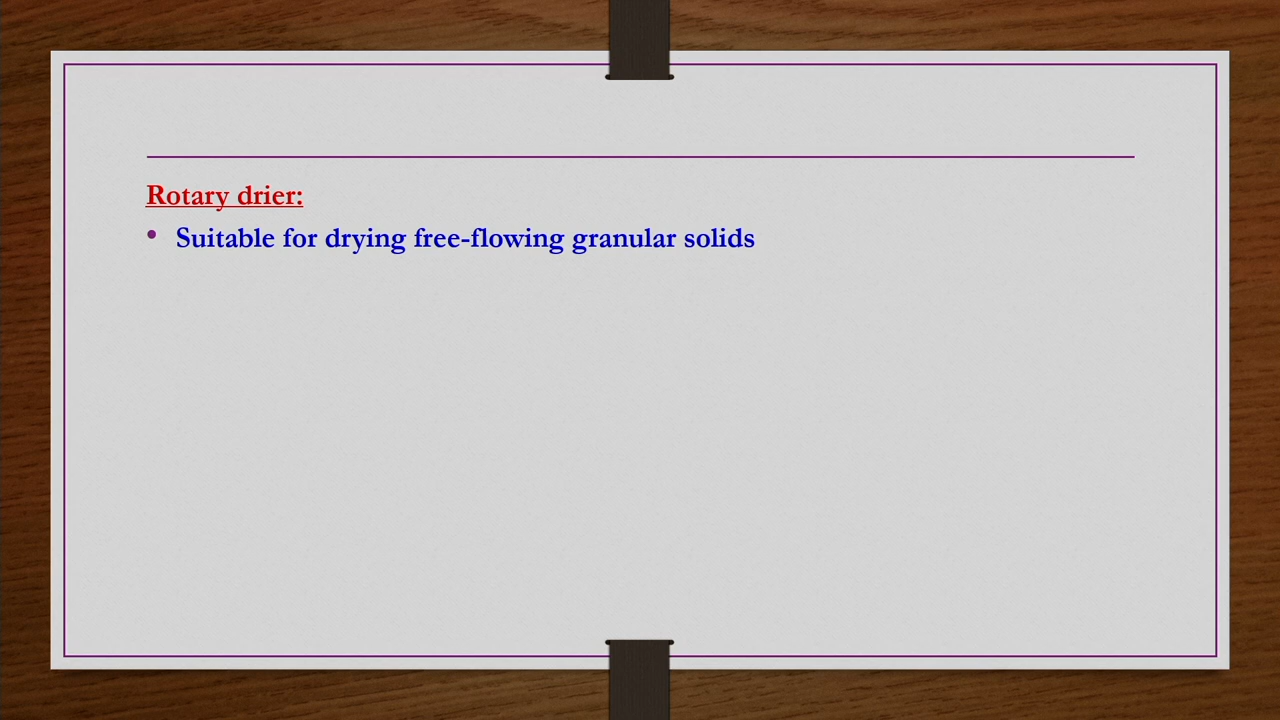 Rotary drier:
• Suitable for drying free-flowing granular solids